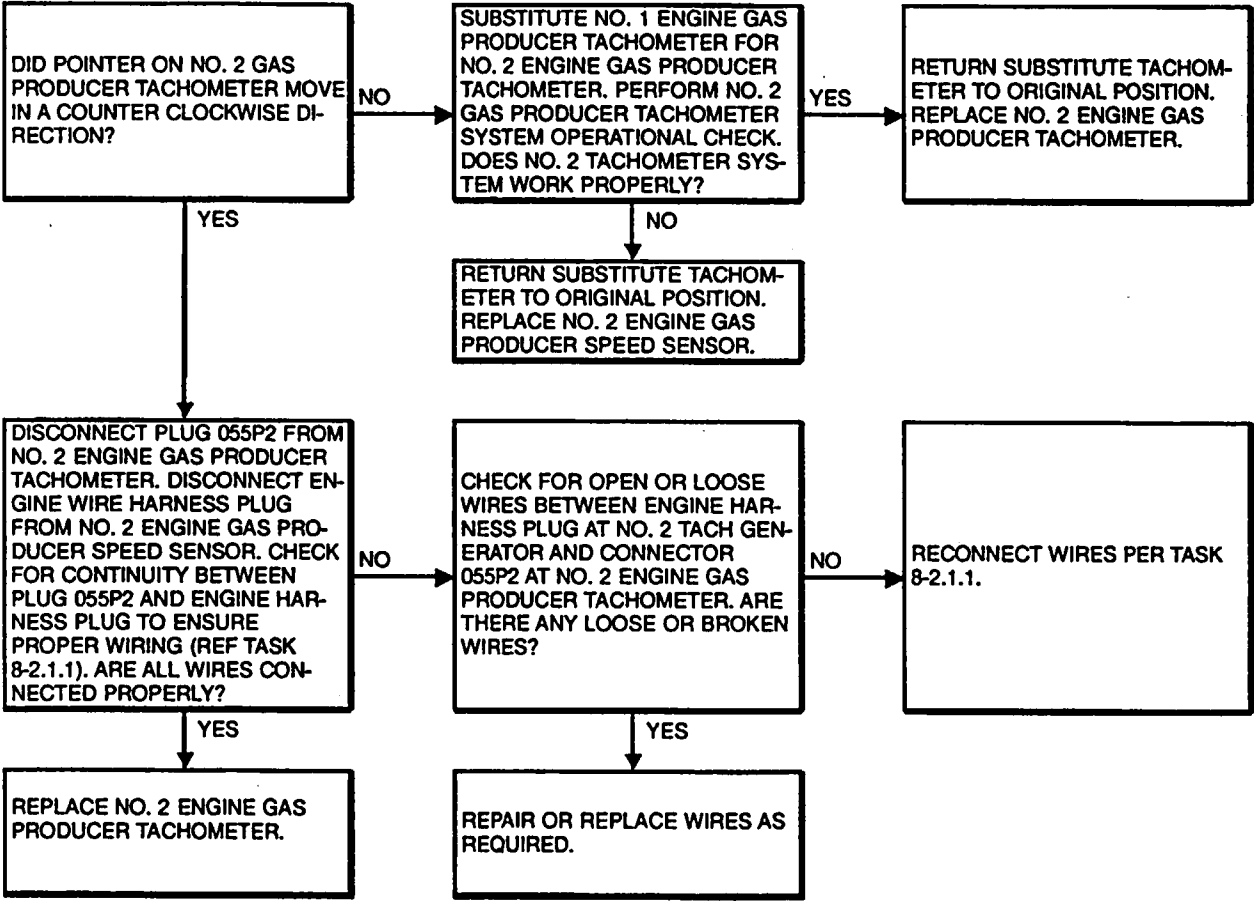 DID POINTER ON NO. 2 GAS
PRODUCER TACHOMETER MOVE
IN A COUNTER CLOCKWISE DI-
RECTION?
NO
SUBSTITUTE NO. 1 ENGINE GAS
PRODUCER TACHOMETER FOR
NO. 2 ENGINE GAS PRODUCER
TACHOMETER. PERFORM NO. 2
GAS PRODUCER TACHOMETER
SYSTEM OPERATIONAL CHECK.
DOES NO. 2 TACHOMETER SYS-
TEM WORK PROPERLY?
YES
RETURN SUBSTITUTE TACHOM-
ETER TO ORIGINAL POSITION.
REPLACE NO. 2 ENGINE GAS
PRODUCER TACHOMETER.
YES
NO
RETURN SUBSTITUTE TACHOM-
ETER TO ORIGINAL POSITION.
REPLACE NO. 2 ENGINE GAS
PRODUCER SPEED SENSOR.
DISCONNECT PLUG 055P2 FROM
NO. 2 ENGINE GAS PRODUCER
TACHOMETER. DISCONNECT EN-
GINE WIRE HARNESS PLUG
FROM NO. 2 ENGINE GAS PRO-
DUCER SPEED SENSOR. CHECK
FOR CONTINUITY BETWEEN
PLUG 055P2 AND ENGINE HAR-
NESS PLUG TO ENSURE
PROPER WIRING (REF TASK
8-2.1.1). ARE ALL WIRES CON-
NECTED PROPERLY?
NO
CHECK FOR OPEN OR LOOSE
WIRES BETWEEN ENGINE HAR-
NESS PLUG AT NO. 2 TACH GEN-
ERATOR AND CONNECTOR
055P2 AT NO. 2 ENGINE GAS
PRODUCER TACHOMETER. ARE
THERE ANY LOOSE OR BROKEN
WIRES?
NO
RECONNECT WIRES PER TASK
8-2.1.1.
YES
YES
REPLACE NO. 2 ENGINE GAS
PRODUCER TACHOMETER.
REPAIR OR REPLACE WIRES AS
REQUIRED.